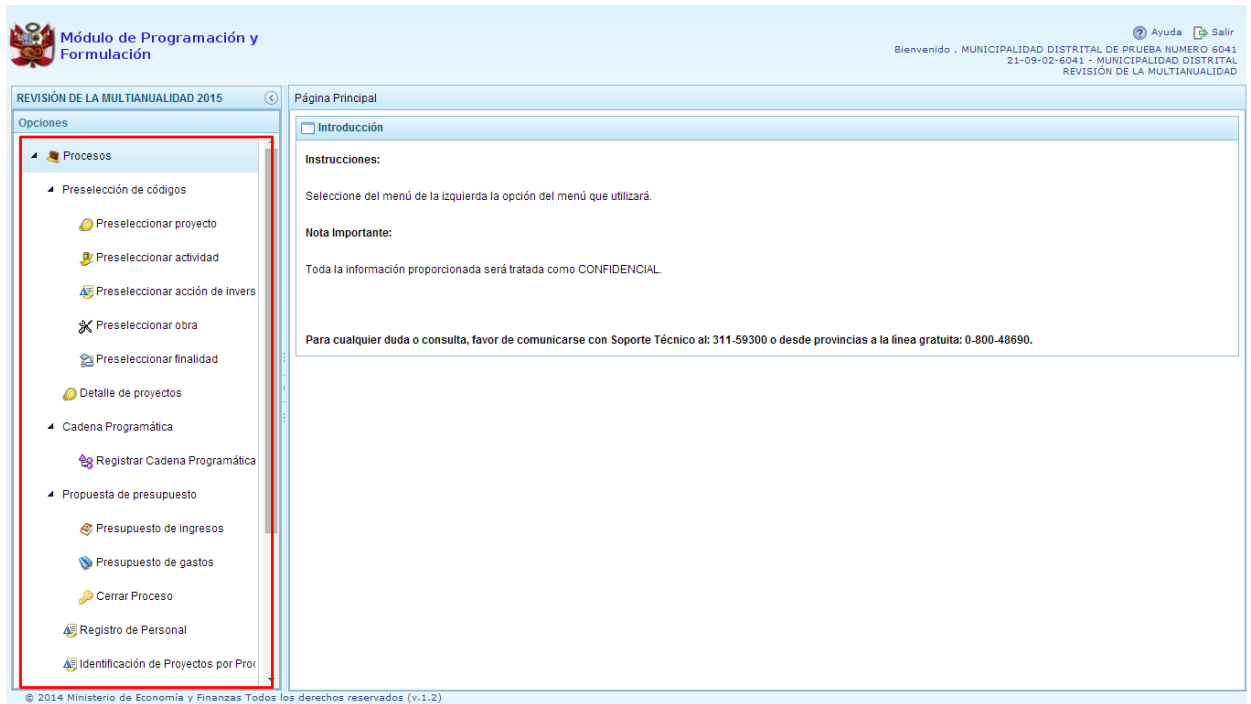 Módulo de Programación y
Formulación
Ayuda Salir
Bienvenido , MUNICIPALIDAD DISTRITAL DE PRUEBA NUMERO 6041
21-09-02-6041 - MUNICIPALIDAD DISTRITAL
REVISIÓN DE LA MULTIANUALIDAD
REVISIÓN DE LA MULTIANUALIDAD 2015
Opciones
Procesos
Preselección de códigos
Preseleccionar proyecto
Preseleccionar actividad
Preseleccionar acción de invers
Preseleccionar obra
Preseleccionar finalidad
Detalle de proyectos
Cadena Programática
Registrar Cadena Programática
Propuesta de presupuesto
Presupuesto de ingresos
Presupuesto de gastos
Cerrar Proceso
Registro de Personal
Identificación de Proyectos por Pro
Página Principal
Introducción
Instrucciones:
Seleccione del menú de la izquierda la opción del menú que utilizará.
Nota Importante:
Toda la información proporcionada será tratada como CONFIDENCIAL.
Para cualquier duda o consulta, favor de comunicarse con Soporte Técnico al: 311-59300 o desde provincias a la línea gratuita: 0-800-48690.
© 2014 Ministerio de Economía y Finanzas Todos los derechos reservados (v.1.2)